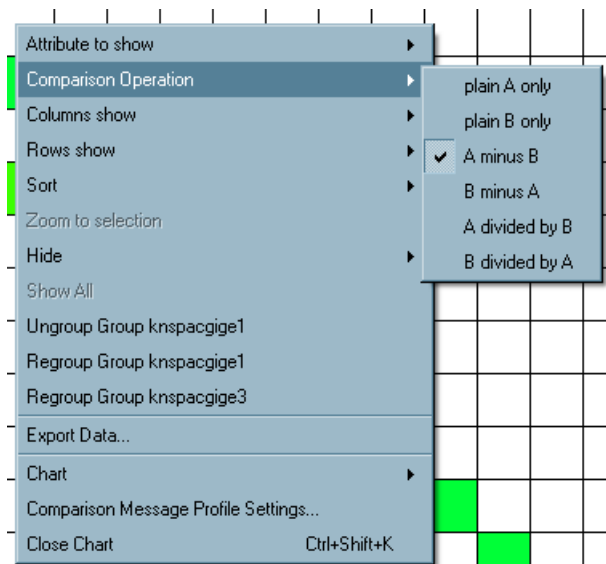 Attribute to show
Comparison Operation
Columns show
Rows show
Sort
Zoom to selection
Hide
Show All
Ungroup Group knspacgige1
Regroup Group knspacgige1
Regroup Group knspacgige3
Export Data...
Chart
Comparison Message Profile Settings...
Close Chart Ctrl+Shift+K
plain A only
plain B only
A minus B
B minus A
A divided by B
B divided by A